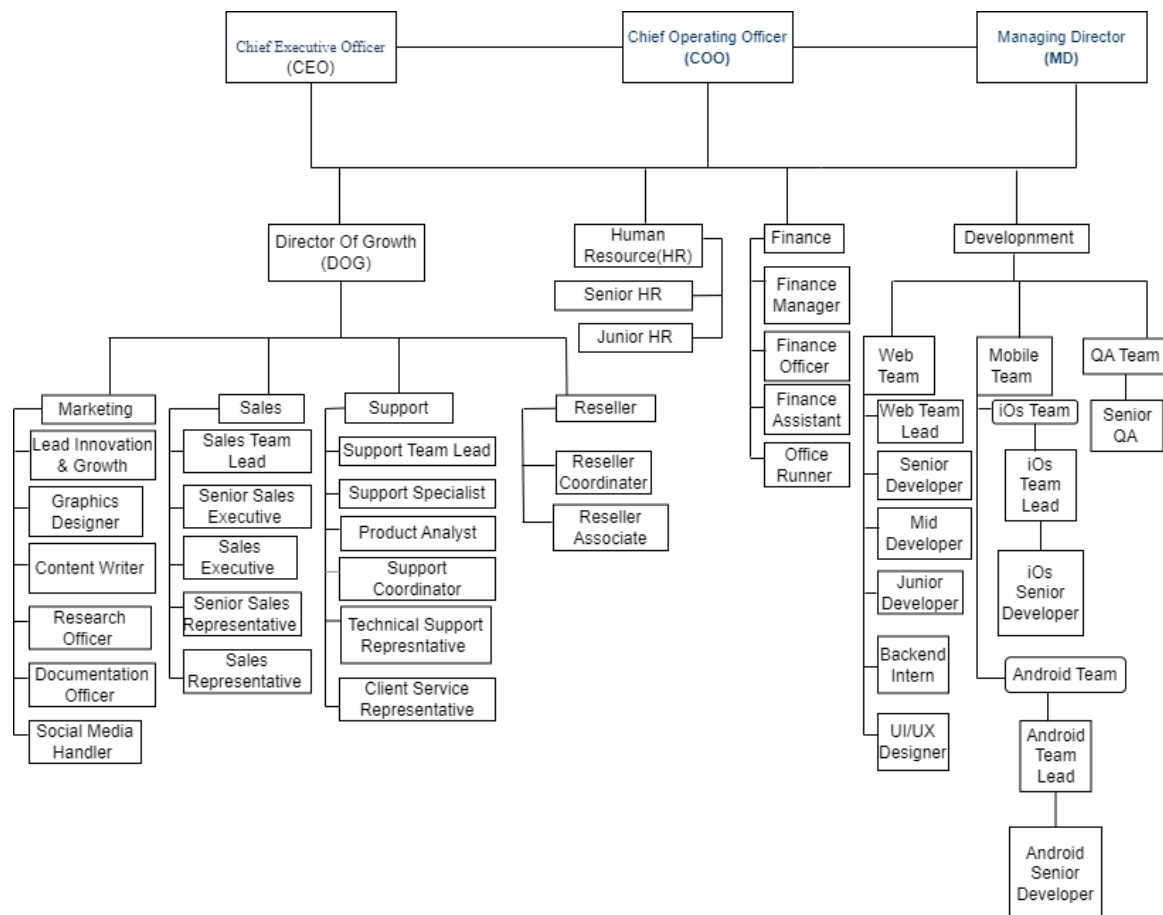 Chief Executive Officer
(CEO)
Chief Operating Officer
(COO)
Managing Director
(MD)
Director Of Growth
(DOG)
Human
Resource(HR)
Senior HR
Junior HR
Finance
Finance
Manager
Finance
Officer
Finance
Assistant
Office
Runner
Developnment
Marketing
Lead Innovation
& Growth
Graphics
Designer
Content Writer
Research
Officer
Documentation
Officer
Social Media
Handler
Sales
Sales Team
Lead
Senior Sales
Executive
Sales
Executive
Senior Sales
Representative
Sales
Representative
Support
Support Team Lead
Support Specialist
Product Analyst
Support
Coordinator
Technical Support
Represntative
Client Service
Representative
Reseller
Reseller
Coordinater
Reseller
Associate
Web
Team
Web Team
Lead
Senior
Developer
Mid
Developer
Junior
Developer
Backend
Intern
UI/UX
Designer
Mobile
Team
iOs Team
iOs
Team
Lead
iOs
Senior
Developer
Android Team
Android
Team
Lead
Android
Senior
Developer
QA Team
Senior
QA